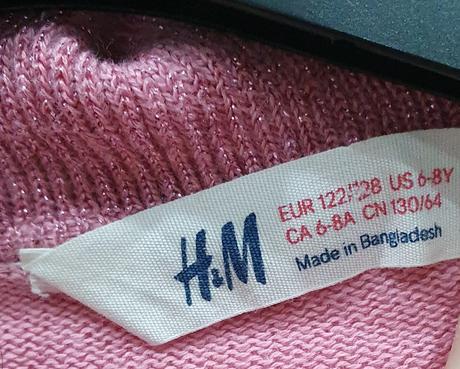 H&M
EUR 122/128 US 6-8Y
CA 6-8A CN 130/64
Made in Bangladesh